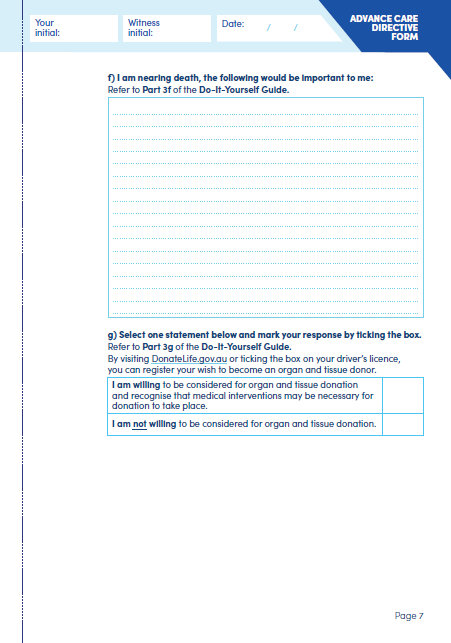 Your
initial:
Witness
initial:
Date: / /
ADVANCE CARE
DIRECTIVE
FORM
f) I am nearing death, the following would be important to me:
Refer to Part 3f of the Do-It-Yourself Guide.
g) Select one statement below and mark your response by ticking the box.
Refer to Part 3g of the Do-It-Yourself Guide.
By visiting DonateLife.gov.au or ticking the box on your driver's licence,
you can register your wish to become an organ and tissue donor.
I am willing to be considered for organ and tissue donation
and recognise that medical interventions may be necessary for
donation to take place.
I am not willing to be considered for organ and tissue donation.
Page 7